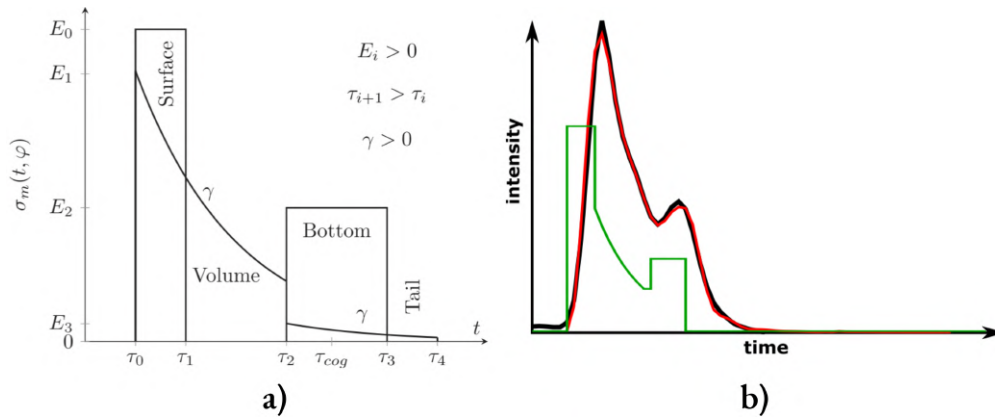 E₀
E₁
E₂
E₃
0
σₘ(t, φ)
Surface
γ
Volume
Bottom
γ
Tail
Eᵢ > 0
τᵢ₊₁ > τᵢ
γ > 0
t
τ₀ τ₁ τ₂ τ_cog τ₃ τ₄
a)
intensity
time
b)